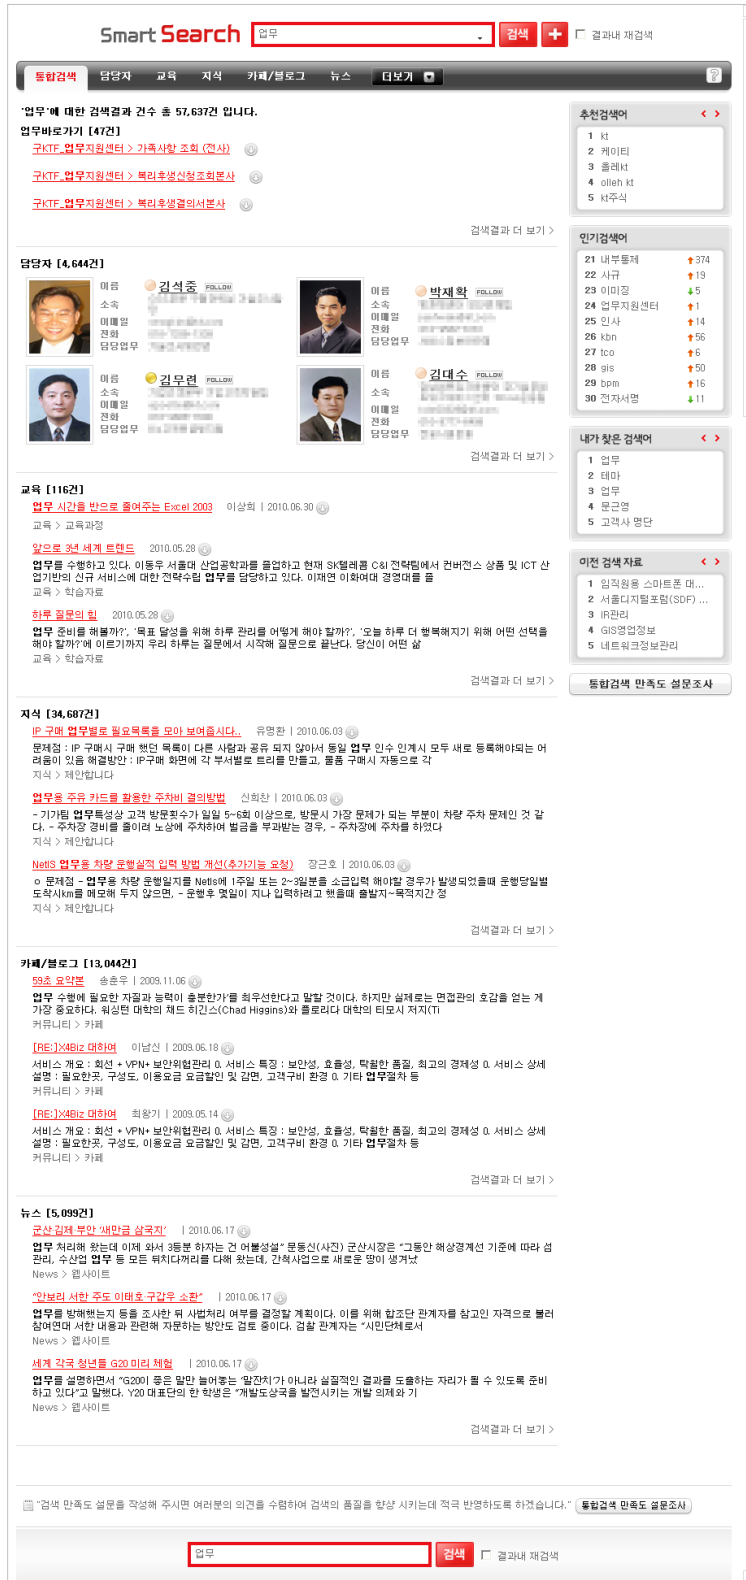 Smart Search 업무 검색 + 결과내 재검색
통합검색 담당자 교육 지식 카페/블로그 뉴스 더보기 ?
'업무'에 대한 검색결과 건수 총 57,637건 입니다.
업무바로가기 [47건]
구KTF_업무지원센터 > 가족사항 조회 (전사)
구KTF_업무지원센터 > 복리후생신청조회본사
구KTF_업무지원센터 > 복리후생결의서본사
검색결과 더 보기 >
담당자 [4,644건]
이름 김석중 FOLLOW
소속
이메일
전화
담당업무
이름 박재확 FOLLOW
소속
이메일
전화
담당업무
이름 김무련 FOLLOW
소속
이메일
전화
담당업무
이름 김대수 FOLLOW
소속
이메일
전화
담당업무
검색결과 더 보기 >
교육 [116건]
업무 시간을 반으로 줄여주는 Excel 2003 이상희 | 2010.06.30
교육 > 교육과정
앞으로 3년 세계 트렌드 2010.05.28
업무를 수행하고 있다. 이동우 서울대 산업공학과를 졸업하고 현재 SK텔레콤 C&I 전략팀에서 컨버전스 상품 및 ICT 산
업기반의 신규 서비스에 대한 전략수립 업무를 담당하고 있다. 이재연 이화여대 경영대를 졸
교육 > 학습자료
하루 질문의 힘 2010.05.28
업무 준비를 해볼까?', '목표 달성을 위해 하루 관리를 어떻게 해야 할까?', '오늘 하루 더 행복해지기 위해 어떤 선택을
해야 할까?'에 이르기까지 우리 하루는 질문에서 시작해 질문으로 끝난다. 당신이 어떤 삶
교육 > 학습자료
검색결과 더 보기 >
지식 [34,687건]
IP 구매 업무별로 필요목록을 모아 보여줍시다.. 유명환 | 2010.06.03
문제점 : IP 구매시 구매 했던 목록이 다른 사람과 공유 되지 않아서 동일 업무 인수 인계시 모두 새로 등록해야되는 어
려움이 있음 해결방안 : IP구매 화면에 각 부서별로 트리를 만들고, 물품 구매시 자동으로 각
지식 > 제안합니다
업무용 주유 카드를 활용한 주차비 결의방법 신희찬 | 2010.06.03
- 기가팀 업무특성상 고객 방문횟수가 일일 5~6회 이상으로, 방문시 가장 문제가 되는 부분이 차량 주차 문제인 것 같
다. - 주차장 경비를 줄이려 노상에 주차하여 벌금을 부과받는 경우, - 주차장에 주차를 하였다
지식 > 제안합니다
NetIS 업무용 차량 운행실적 입력 방법 개선(추가기능 요청) 장근호 | 2010.06.03
ο 문제점 - 업무용 차량 운행일지를 NetIs에 1주일 또는 2~3일분을 소급입력 해야할 경우가 발생되었을때 운행당일별
도착시km를 메모해 두지 않으면, - 운행후 몇일이 지나 입력하려고 했을때 출발지~목적지간 정
지식 > 제안합니다
검색결과 더 보기 >
카페/블로그 [13,044건]
59초 요약본 송훈우 | 2009.11.06
업무 수행에 필요한 자질과 능력이 충분한가'를 최우선한다고 말할 것이다. 하지만 실제로는 면접관의 호감을 얻는 게
가장 중요하다. 워싱턴 대학의 채드 히긴스(Chad Higgins)와 플로리다 대학의 티모시 저지(Ti
커뮤니티 > 카페
[RE:]X4Biz 대하여 이남신 | 2009.06.18
서비스 개요 : 회선 + VPN+ 보안위협관리 0. 서비스 특징 : 보안성, 효율성, 탁월한 품질, 최고의 경제성 0. 서비스 상세
설명 : 필요한곳, 구성도, 이용요금 요금할인 및 감면, 고객구비 환경 0. 기타 업무절차 등
커뮤니티 > 카페
[RE:]X4Biz 대하여 최왕기 | 2009.05.14
서비스 개요 : 회선 + VPN+ 보안위협관리 0. 서비스 특징 : 보안성, 효율성, 탁월한 품질, 최고의 경제성 0. 서비스 상세
설명 : 필요한곳, 구성도, 이용요금 요금할인 및 감면, 고객구비 환경 0. 기타 업무절차 등
커뮤니티 > 카페
검색결과 더 보기 >
뉴스 [5,099건]
군산·김제·부안 '새만금 삼국지' | 2010.06.17
업무 처리해 왔는데 이제 와서 3등분 하자는 건 어불성설" 문동신(사진) 군산시장은 "그동안 해상경계선 기준에 따라 섬
관리, 수산업 업무 등 모든 뒤치다꺼리를 다해 왔는데, 간척사업으로 새로운 땅이 생겨났
News > 웹사이트
"안보리 서한 주도 이태호·구갑우 소환" | 2010.06.17
업무를 방해했는지 등을 조사한 뒤 사법처리 여부를 결정할 계획이다. 이를 위해 합조단 관계자를 참고인 자격으로 불러
참여연대 서한 내용과 관련해 자문하는 방안도 검토 중이다. 검찰 관계자는 "시민단체로서
News > 웹사이트
세계 각국 청년들 G20 미리 체험 | 2010.06.17
업무를 설명하면서 "G20이 좋은 말만 늘어놓는 '말잔치'가 아니라 실질적인 결과를 도출하는 자리가 될 수 있도록 준비
하고 있다"고 말했다. Y20 대표단의 한 학생은 "개발도상국을 발전시키는 개발 의제와 기
News > 웹사이트
검색결과 더 보기 >
추천검색어 < >
1 kt
2 케이티
3 올레kt
4 olleh kt
5 kt주식
인기검색어
21 내부통제 374
22 사규 19
23 이미징 5
24 업무지원센터 1
25 인사 14
26 kbn 56
27 tco 6
28 gis 50
29 bpm 16
30 전자서명 11
내가 찾은 검색어 < >
1 업무
2 테마
3 업무
4 문근영
5 고객사 명단
이전 검색 자료 < >
1 임직원용 스마트폰 대...
2 서울디지털포럼(SDF) ...
3 IR관리
4 GIS영업정보
5 네트워크정보관리
통합검색 만족도 설문조사
"검색 만족도 설문을 작성해 주시면 여러분의 의견을 수렴하여 검색의 품질을 향샹 시키는데 적극 반영하도록 하겠습니다." 통합검색 만족도 설문조사
업무 검색 결과내 재검색